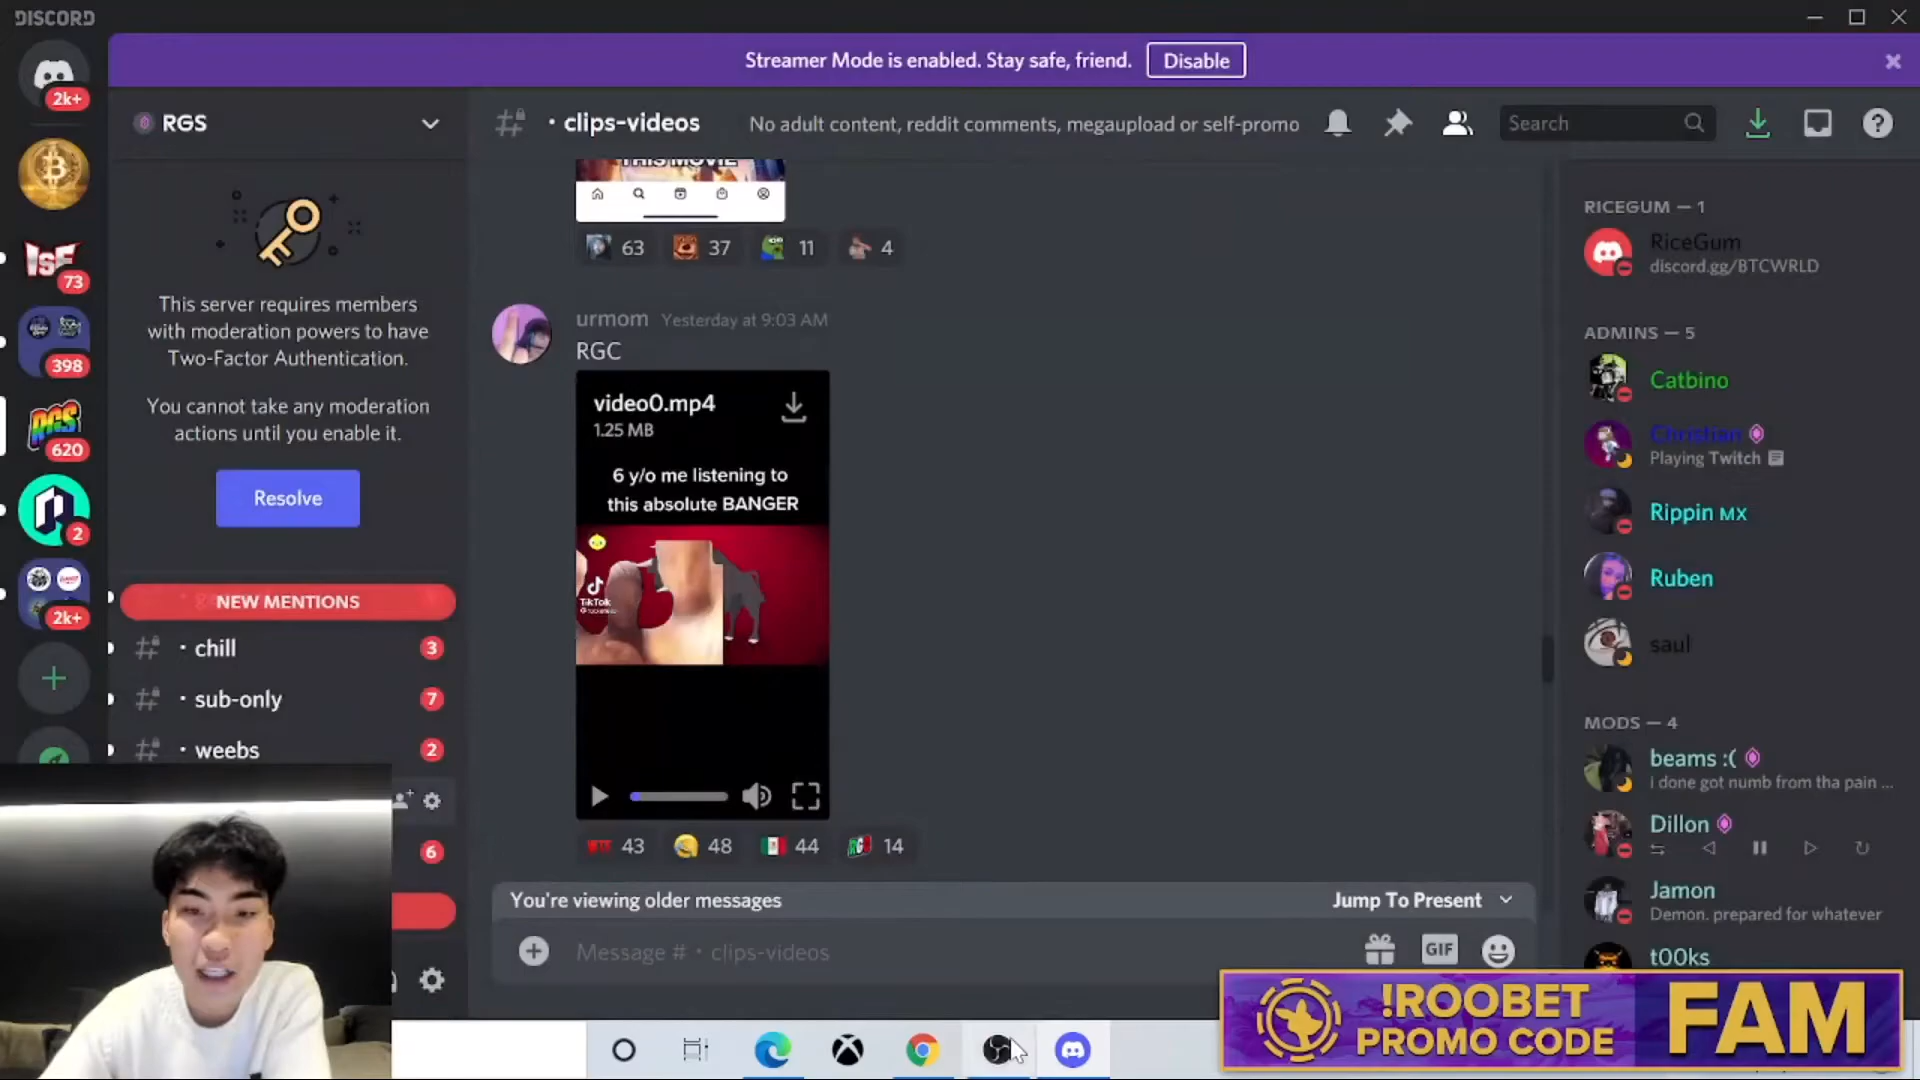 DISCORD
Streamer Mode is enabled. Stay safe, friend.
Disable
2k+
RGS
• clips-videos
No adult content, reddit comments, megaupload or self-promo
Search
THIS MOVIE
63
37
11
4
This server requires members
with moderation powers to have
Two-Factor Authentication.
You cannot take any moderation
actions until you enable it.
Resolve
ISF
73
398
RGS
620
2
2k+
NEW MENTIONS
• chill
3
• sub-only
7
• weebs
2
6
urmom Yesterday at 9:03 AM
RGC
video0.mp4
1.25 MB
6 y/o me listening to
this absolute BANGER
TikTok
43
48
44
14
You're viewing older messages
Jump To Present
Message # • clips-videos
GIF
RICEGUM — 1
RiceGum
discord.gg/BTCWRLD
ADMINS — 5
Catbino
Christian
Playing Twitch
Rippin MX
Ruben
saul
MODS — 4
beams :(
i done got numb from tha pain ...
Dillon
Jamon
Demon. prepared for whatever
t00ks
!ROOBET
PROMO CODE
FAM